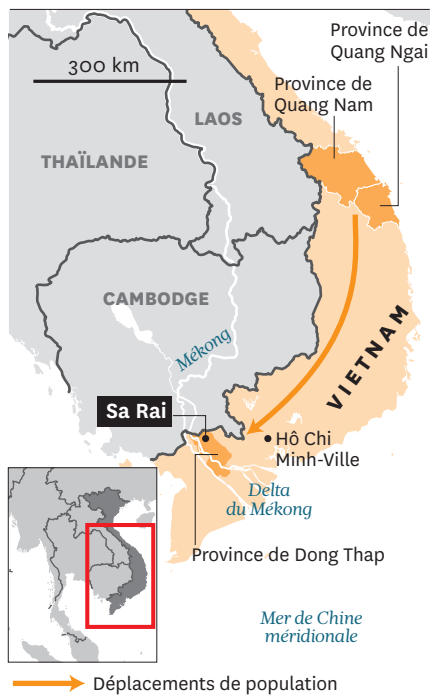 Province de
Quang Ngai
300 km
Province de
Quang Nam
LAOS
THAÏLANDE
CAMBODGE
Mékong
VIETNAM
Sa Rai
Hô Chi
Minh-Ville
Delta
du Mékong
Province de Dong Thap
Mer de Chine
méridionale
Déplacements de population